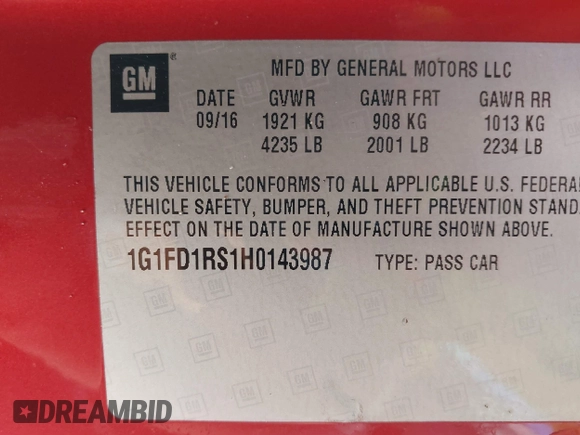 GM
MFD BY GENERAL MOTORS LLC
DATE GVWR GAWR FRT GAWR RR
09/16 1921 KG 908 KG 1013 KG
4235 LB 2001 LB 2234 LB
THIS VEHICLE CONFORMS TO ALL APPLICABLE U.S. FEDERA
VEHICLE SAFETY, BUMPER, AND THEFT PREVENTION STAND
EFFECT ON THE DATE OF MANUFACTURE SHOWN ABOVE.
1G1FD1RS1H0143987 TYPE: PASS CAR
DREAMBID